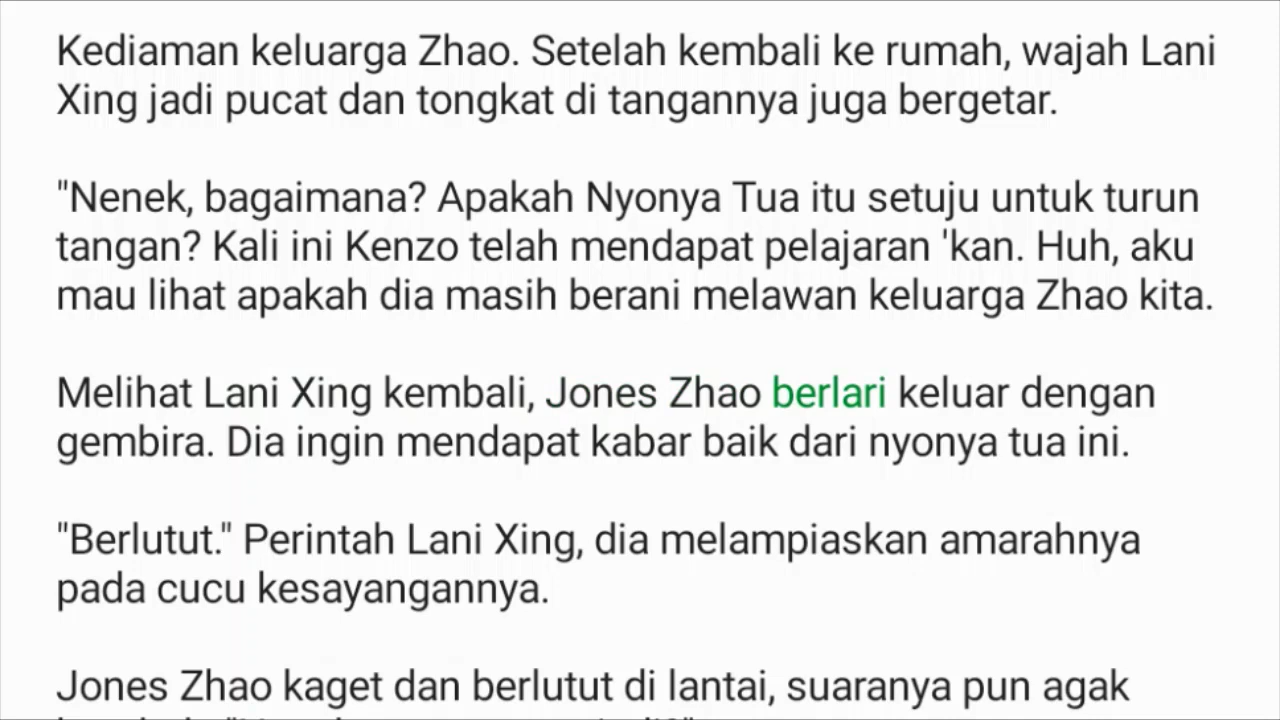 Kediaman keluarga Zhao. Setelah kembali ke rumah, wajah Lani
Xing jadi pucat dan tongkat di tangannya juga bergetar.
"Nenek, bagaimana? Apakah Nyonya Tua itu setuju untuk turun
tangan? Kali ini Kenzo telah mendapat pelajaran 'kan. Huh, aku
mau lihat apakah dia masih berani melawan keluarga Zhao kita.
Melihat Lani Xing kembali, Jones Zhao berlari keluar dengan
gembira. Dia ingin mendapat kabar baik dari nyonya tua ini.
"Berlutut." Perintah Lani Xing, dia melampiaskan amarahnya
pada cucu kesayangannya.
Jones Zhao kaget dan berlutut di lantai, suaranya pun agak